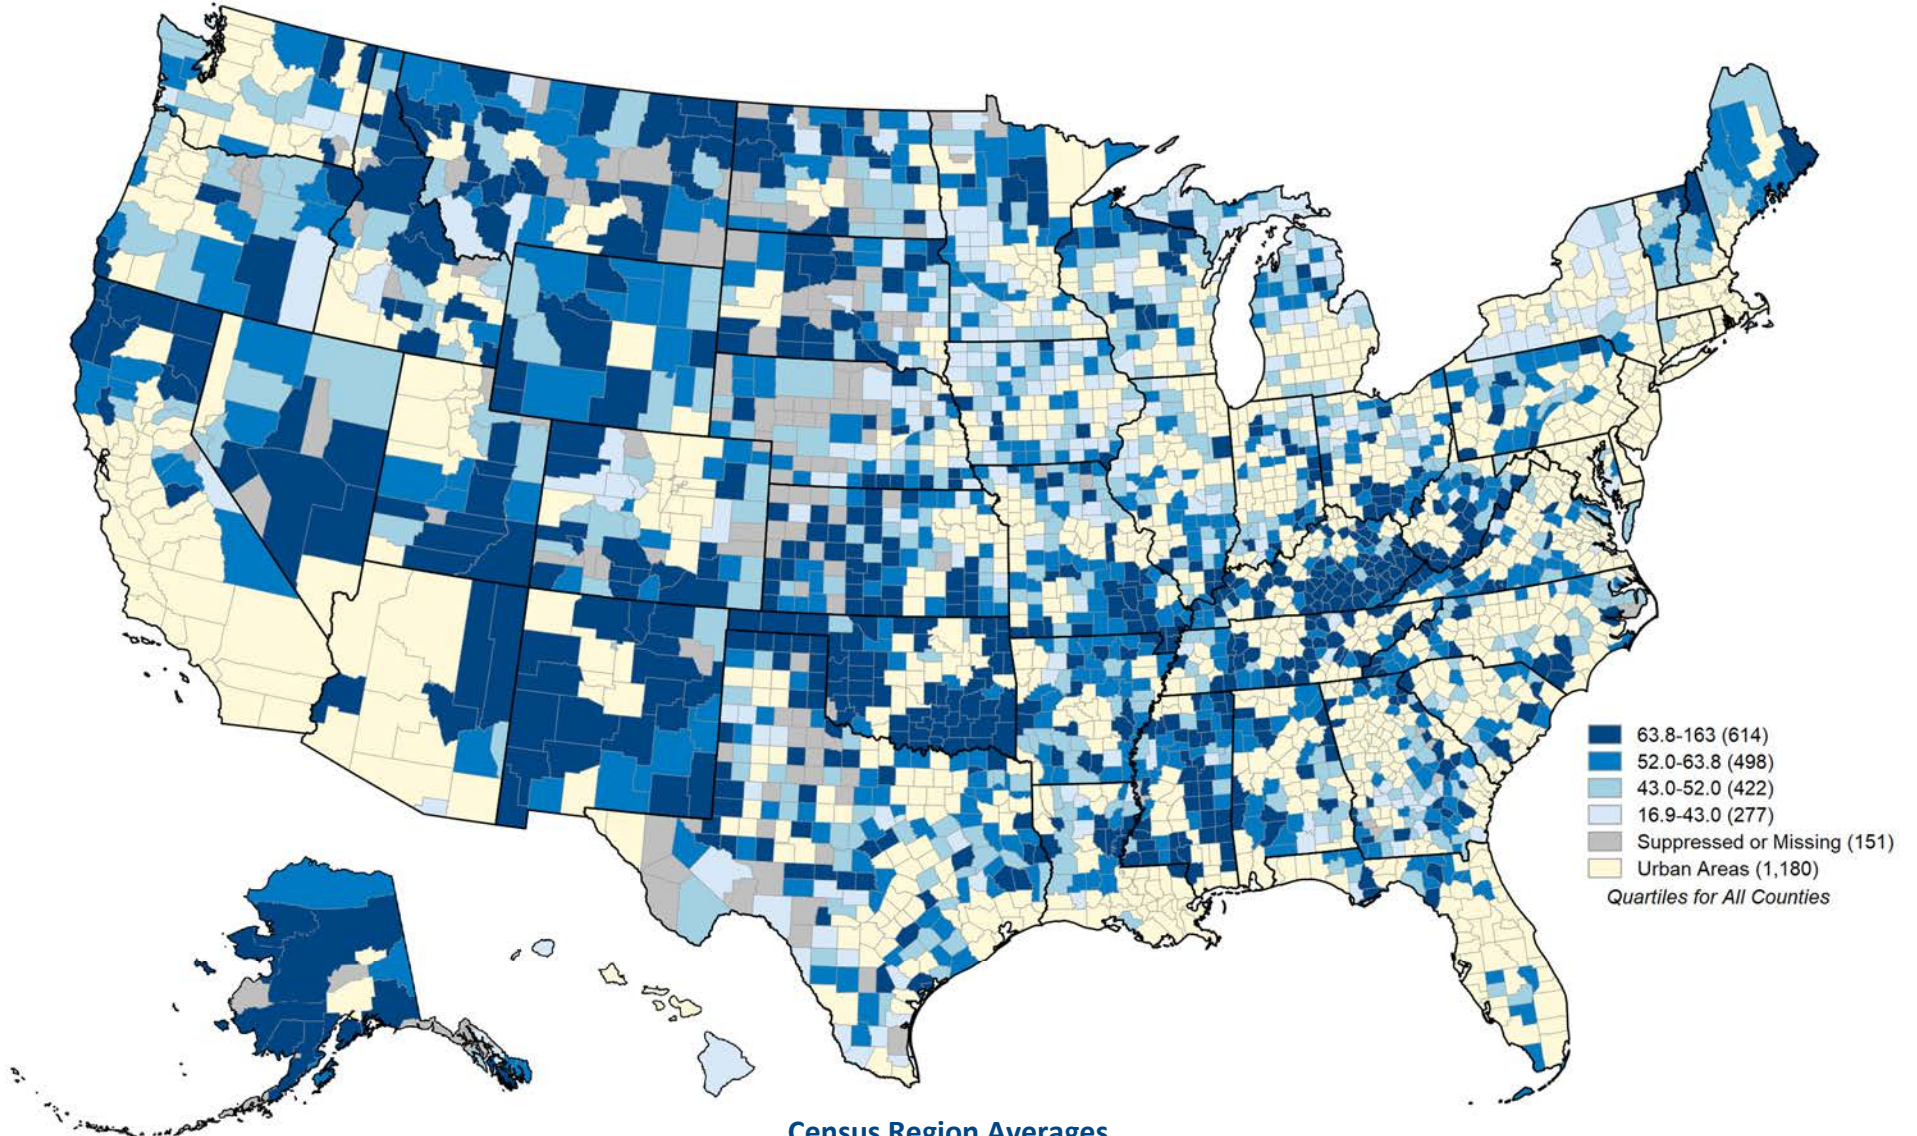 63.8-163 (614)
52.0-63.8 (498)
43.0-52.0 (422)
16.9-43.0 (277)
Suppressed or Missing (151)
Urban Areas (1,180)
Quartiles for All Counties
Census Region Averages